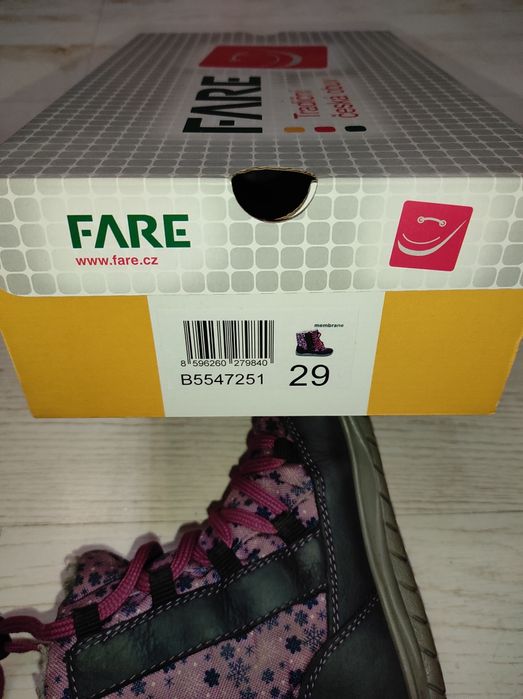 FARE
Tradiční
česká obuv
FARE
www.fare.cz
membrane
8 596260 279840
B5547251 29